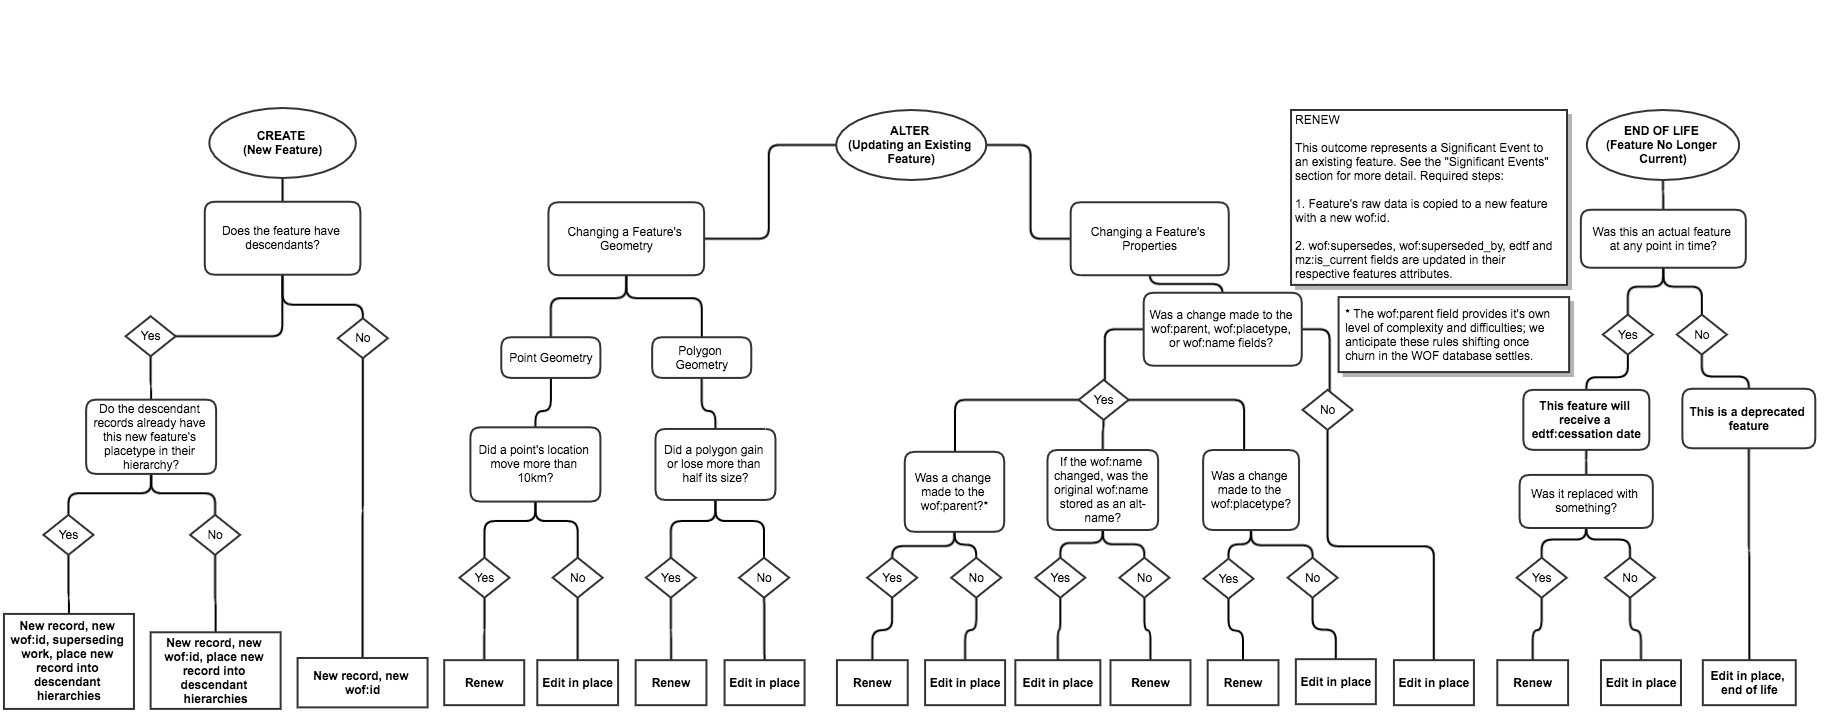 CREATE
(New Feature)
Does the feature have
descendants?
Yes
No
Do the descendant
records already have
this new feature's
placetype in their
hierarchy?
Yes
No
New record, new
wof:id, superseding
work, place new
record into
descendant
hierarchies
New record, new
wof:id, place new
record into
descendant
hierarchies
New record, new
wof:id
ALTER
(Updating an Existing
Feature)
Changing a Feature's
Geometry
Point Geometry
Polygon
Geometry
Did a point's location
move more than
10km?
Did a polygon gain
or lose more than
half its size?
Yes
No
Yes
No
Renew
Edit in place
Renew
Edit in place
Changing a Feature's
Properties
Was a change made to the
wof:parent, wof:placetype,
or wof:name fields?
Yes
No
Was a change
made to the
wof:parent?*
If the wof:name
changed, was the
original wof:name
stored as an alt-
name?
Was a change
made to the
wof:placetype?
Yes
No
Yes
No
Yes
No
Renew
Edit in place
Edit in place
Renew
Renew
Edit in place
Edit in place
RENEW
This outcome represents a Significant Event to
an existing feature. See the "Significant Events"
section for more detail. Required steps:
1. Feature's raw data is copied to a new feature
with a new wof:id.
2. wof:supersedes, wof:superseded_by, edtf and
mz:is_current fields are updated in their
respective features attributes.
* The wof:parent field provides it's own
level of complexity and difficulties; we
anticipate these rules shifting once
churn in the WOF database settles.
END OF LIFE
(Feature No Longer
Current)
Was this an actual feature
at any point in time?
Yes
No
This feature will
receive a
edtf:cessation date
This is a deprecated
feature
Was it replaced with
something?
Yes
No
Renew
Edit in place
Edit in place,
end of life